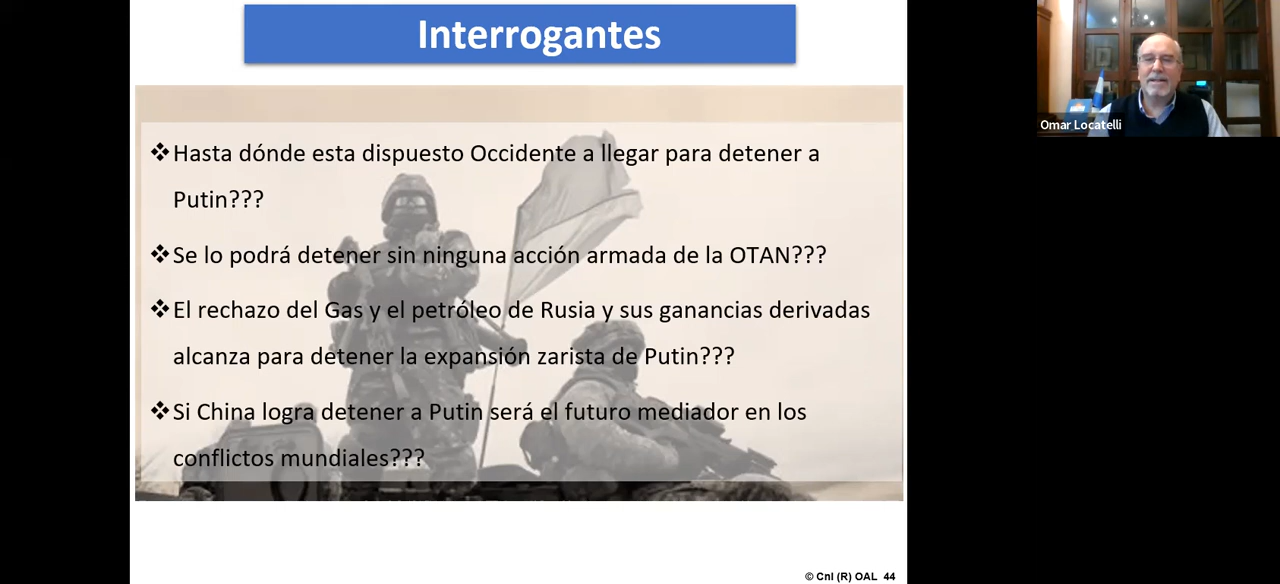 Interrogantes
❖Hasta dónde esta dispuesto Occidente a llegar para detener a
Putin???
❖Se lo podrá detener sin ninguna acción armada de la OTAN???
❖El rechazo del Gas y el petróleo de Rusia y sus ganancias derivadas
alcanza para detener la expansión zarista de Putin???
❖Si China logra detener a Putin será el futuro mediador en los
conflictos mundiales???
© Cnl (R) OAL 44
Omar Locatelli